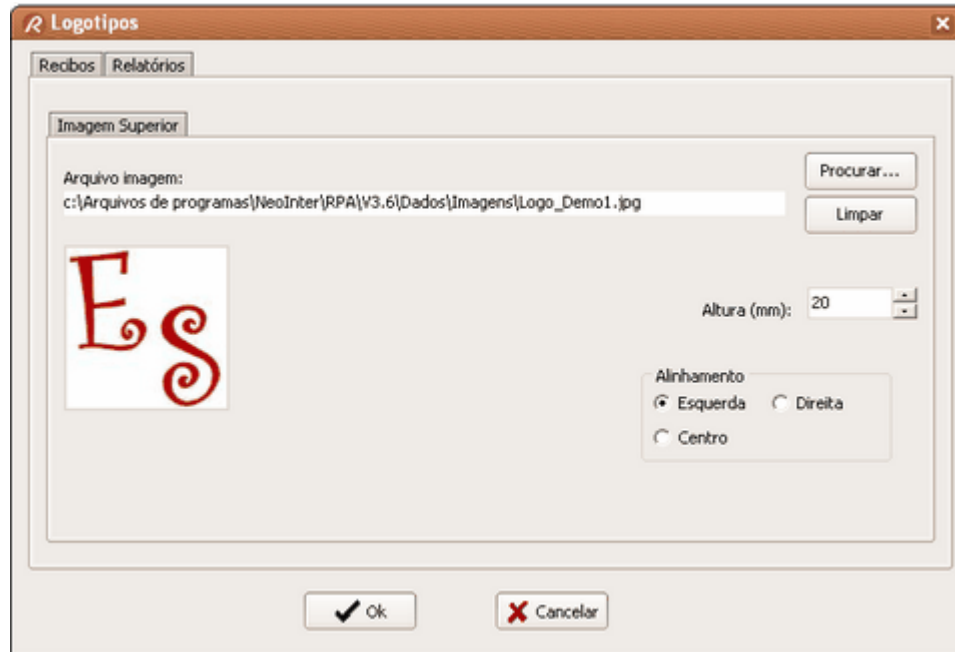 Logotipos
Recibos Relatórios
Imagem Superior
Arquivo imagem:
Procurar...
c:\Arquivos de programas\NeoInter\RPA\V3.6\Dados\Imagens\Logo_Demo1.jpg
Limpar
ES
Altura (mm): 20
Alinhamento
Esquerda Direita
Centro
Ok Cancelar